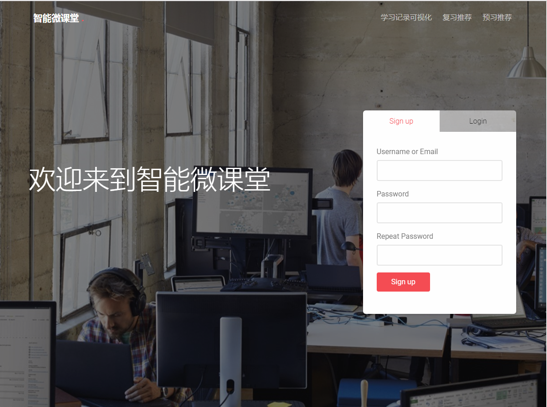 智能微课堂
学习记录可视化 复习推荐 预习推荐
Sign up Login
欢迎来到智能微课堂
Username or Email
Password
Repeat Password
Sign up